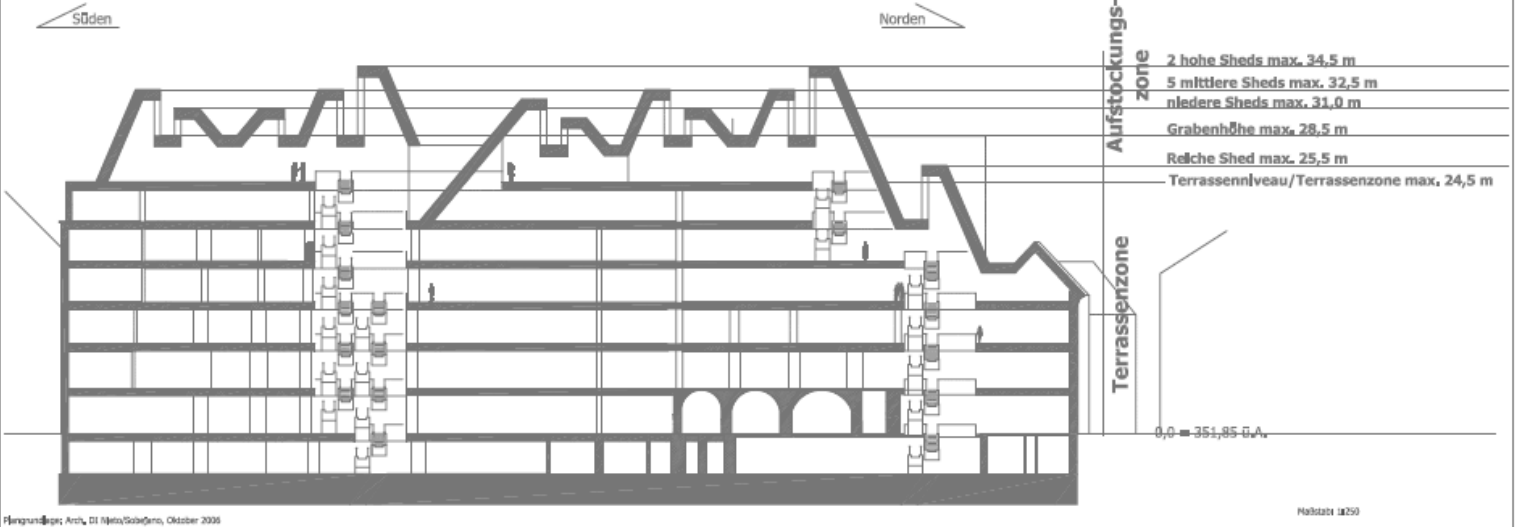 Süden
Norden
Aufstockungs-
zone
2 hohe Sheds max. 34,5 m
5 mittlere Sheds max. 32,5 m
niedere Sheds max. 31,0 m
Grabenhöhe max. 28,5 m
Reiche Shed max. 25,5 m
Terrassenniveau/Terrassenzone max. 24,5 m
Terrassenzone
0,0 = 351,85 ü.A.
Plangrundlage: Arch. DI Nieto/Sobejano, Oktober 2006
Maßstab: 1:250